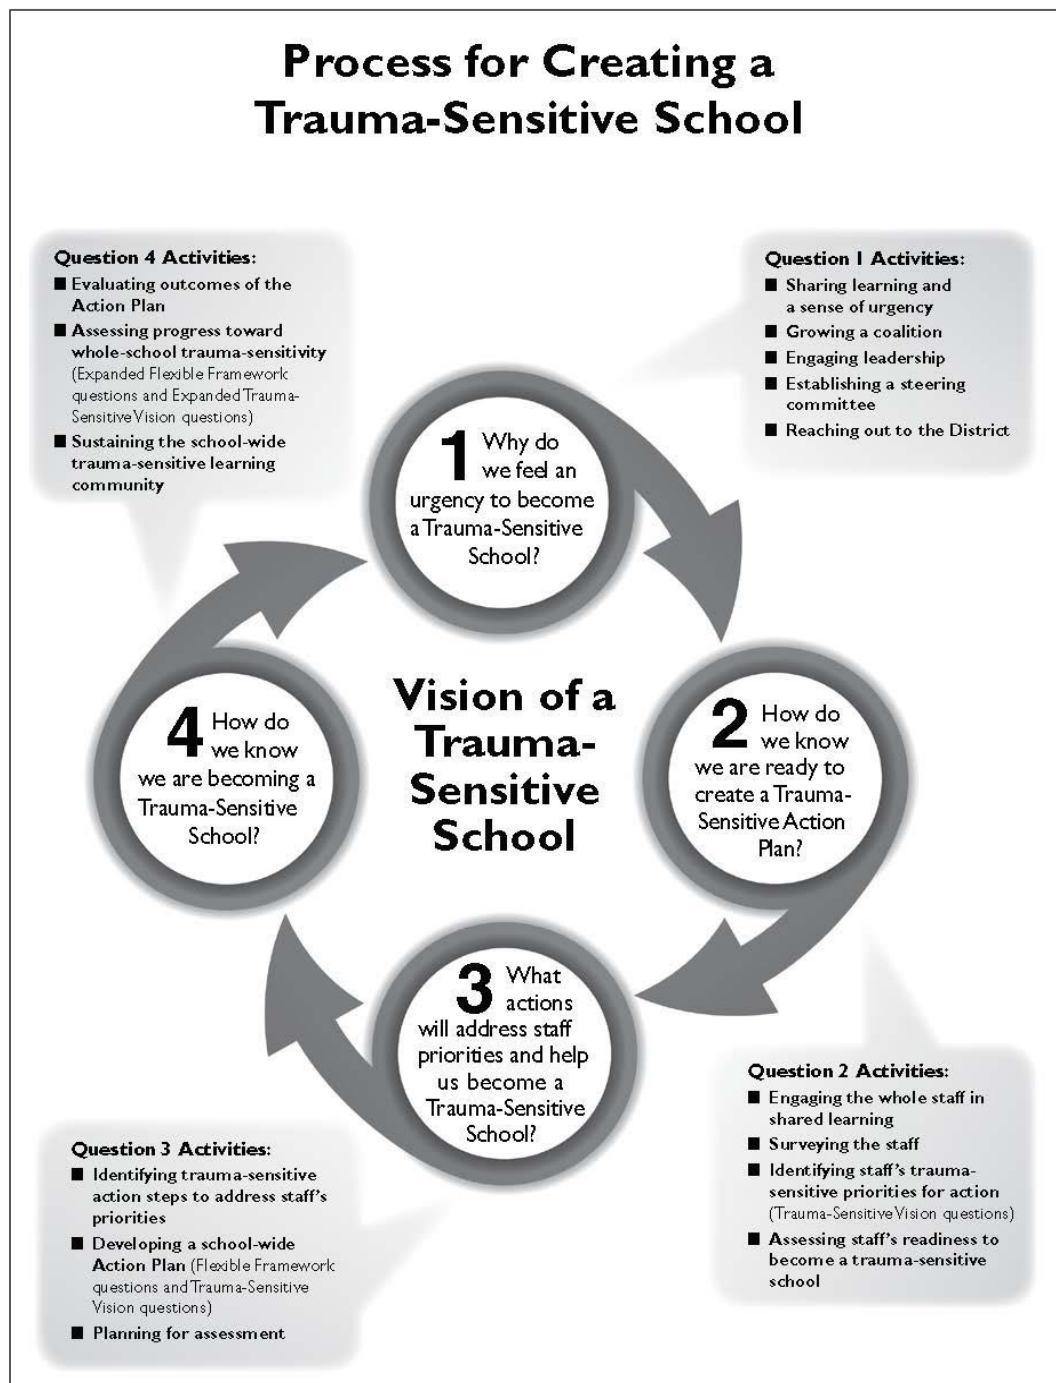 Process for Creating a
Trauma-Sensitive School
Question 4 Activities:
■ Evaluating outcomes of the
Action Plan
■ Assessing progress toward
whole-school trauma-sensitivity
(Expanded Flexible Framework
questions and Expanded Trauma-
Sensitive Vision questions)
■ Sustaining the school-wide
trauma-sensitive learning
community
Question 1 Activities:
■ Sharing learning and
a sense of urgency
■ Growing a coalition
■ Engaging leadership
■ Establishing a steering
committee
■ Reaching out to the District
1 Why do
we feel an
urgency to become
a Trauma-Sensitive
School?
2 How do
we know
we are ready to
create a Trauma-
Sensitive Action
Plan?
Vision of a
Trauma-
Sensitive
School
4 How do
we know
we are becoming a
Trauma-Sensitive
School?
3 What
actions
will address staff
priorities and help
us become a
Trauma-Sensitive
School?
Question 2 Activities:
■ Engaging the whole staff in
shared learning
■ Surveying the staff
■ Identifying staff's trauma-
sensitive priorities for action
(Trauma-Sensitive Vision questions)
■ Assessing staff's readiness to
become a trauma-sensitive
school
Question 3 Activities:
■ Identifying trauma-sensitive
action steps to address staff's
priorities
■ Developing a school-wide
Action Plan (Flexible Framework
questions and Trauma-Sensitive
Vision questions)
■ Planning for assessment